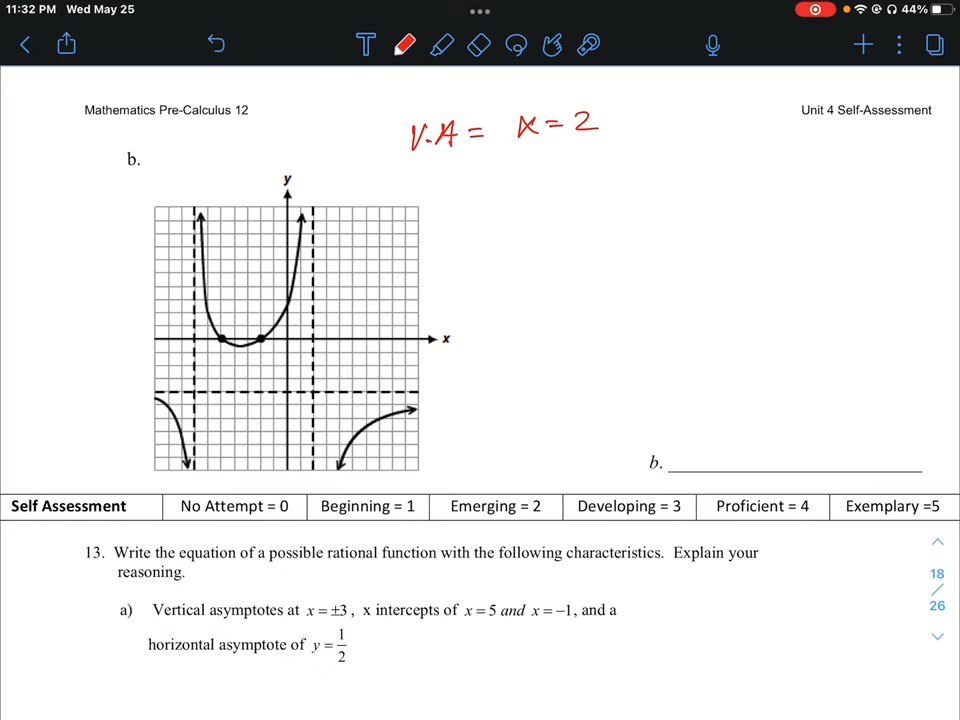 11:32 PM Wed May 25
44%
T
Mathematics Pre-Calculus 12
V.A = x = 2
Unit 4 Self-Assessment
b.
y
x
b. ____________________
Self Assessment No Attempt = 0 Beginning = 1 Emerging = 2 Developing = 3 Proficient = 4 Exemplary =5
13. Write the equation of a possible rational function with the following characteristics. Explain your
reasoning.
a) Vertical asymptotes at x = ±3 , x intercepts of x = 5 and x = −1, and a
horizontal asymptote of y = 1/2
18
/
26